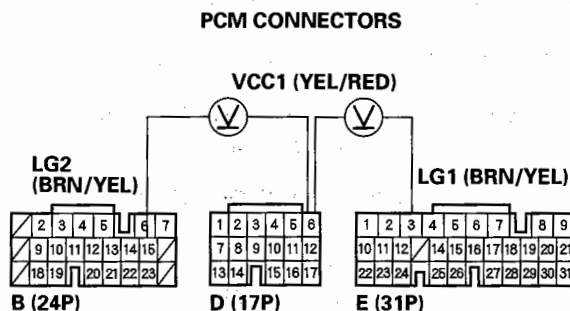 PCM CONNECTORS
VCC1 (YEL/RED)
LG2
(BRN/YEL)
LG1 (BRN/YEL)
2 3 4 5 6 7
9 10 11 12 13 14 15
18 19 20 21 22 23
B (24P)
1 2 3 4 5 6
7 8 9 10 11 12
13 14 15 16 17
D (17P)
1 2 3 4 5 6 7 8 9
10 11 12 14 15 16 17 18 19 20 21
22 23 24 25 26 27 28 29 30 31
E (31P)
V
V